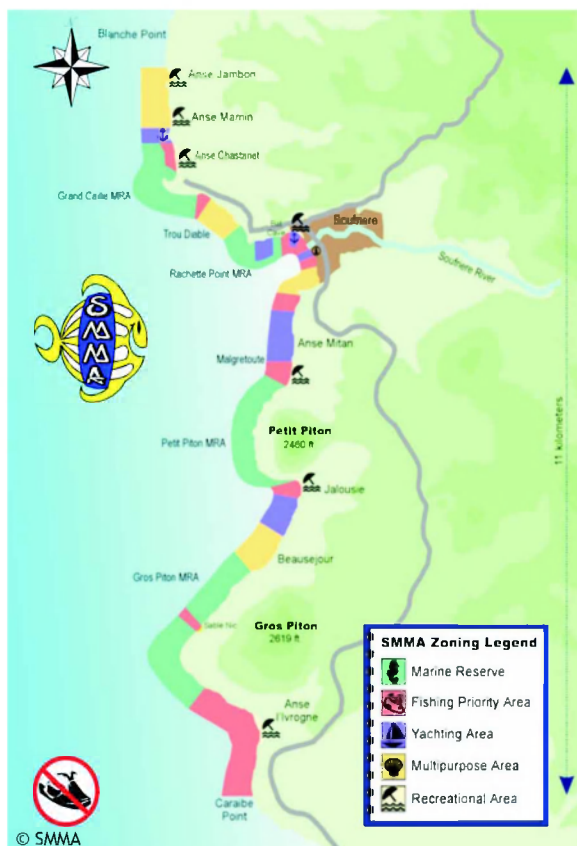 N
Blanche Point
Anse Jambon
Anse Mamin
Anse Chastanet
Grand Caille MRA
Trou Diable
Soufriere
Rachette Point MRA
Soufriere River
SMMA
Anse Mitan
Malgretoute
Petit Piton
2460 ft
Petit Piton MRA
11 kilometers
Jalousie
Beausejour
Gros Piton MRA
Gros Piton
2619 ft
SMMA Zoning Legend
Marine Reserve
Fishing Priority Area
Yachting Area
Multipurpose Area
Recreational Area
Anse
l'Ivrogne
Caraibe
Point
© SMMA